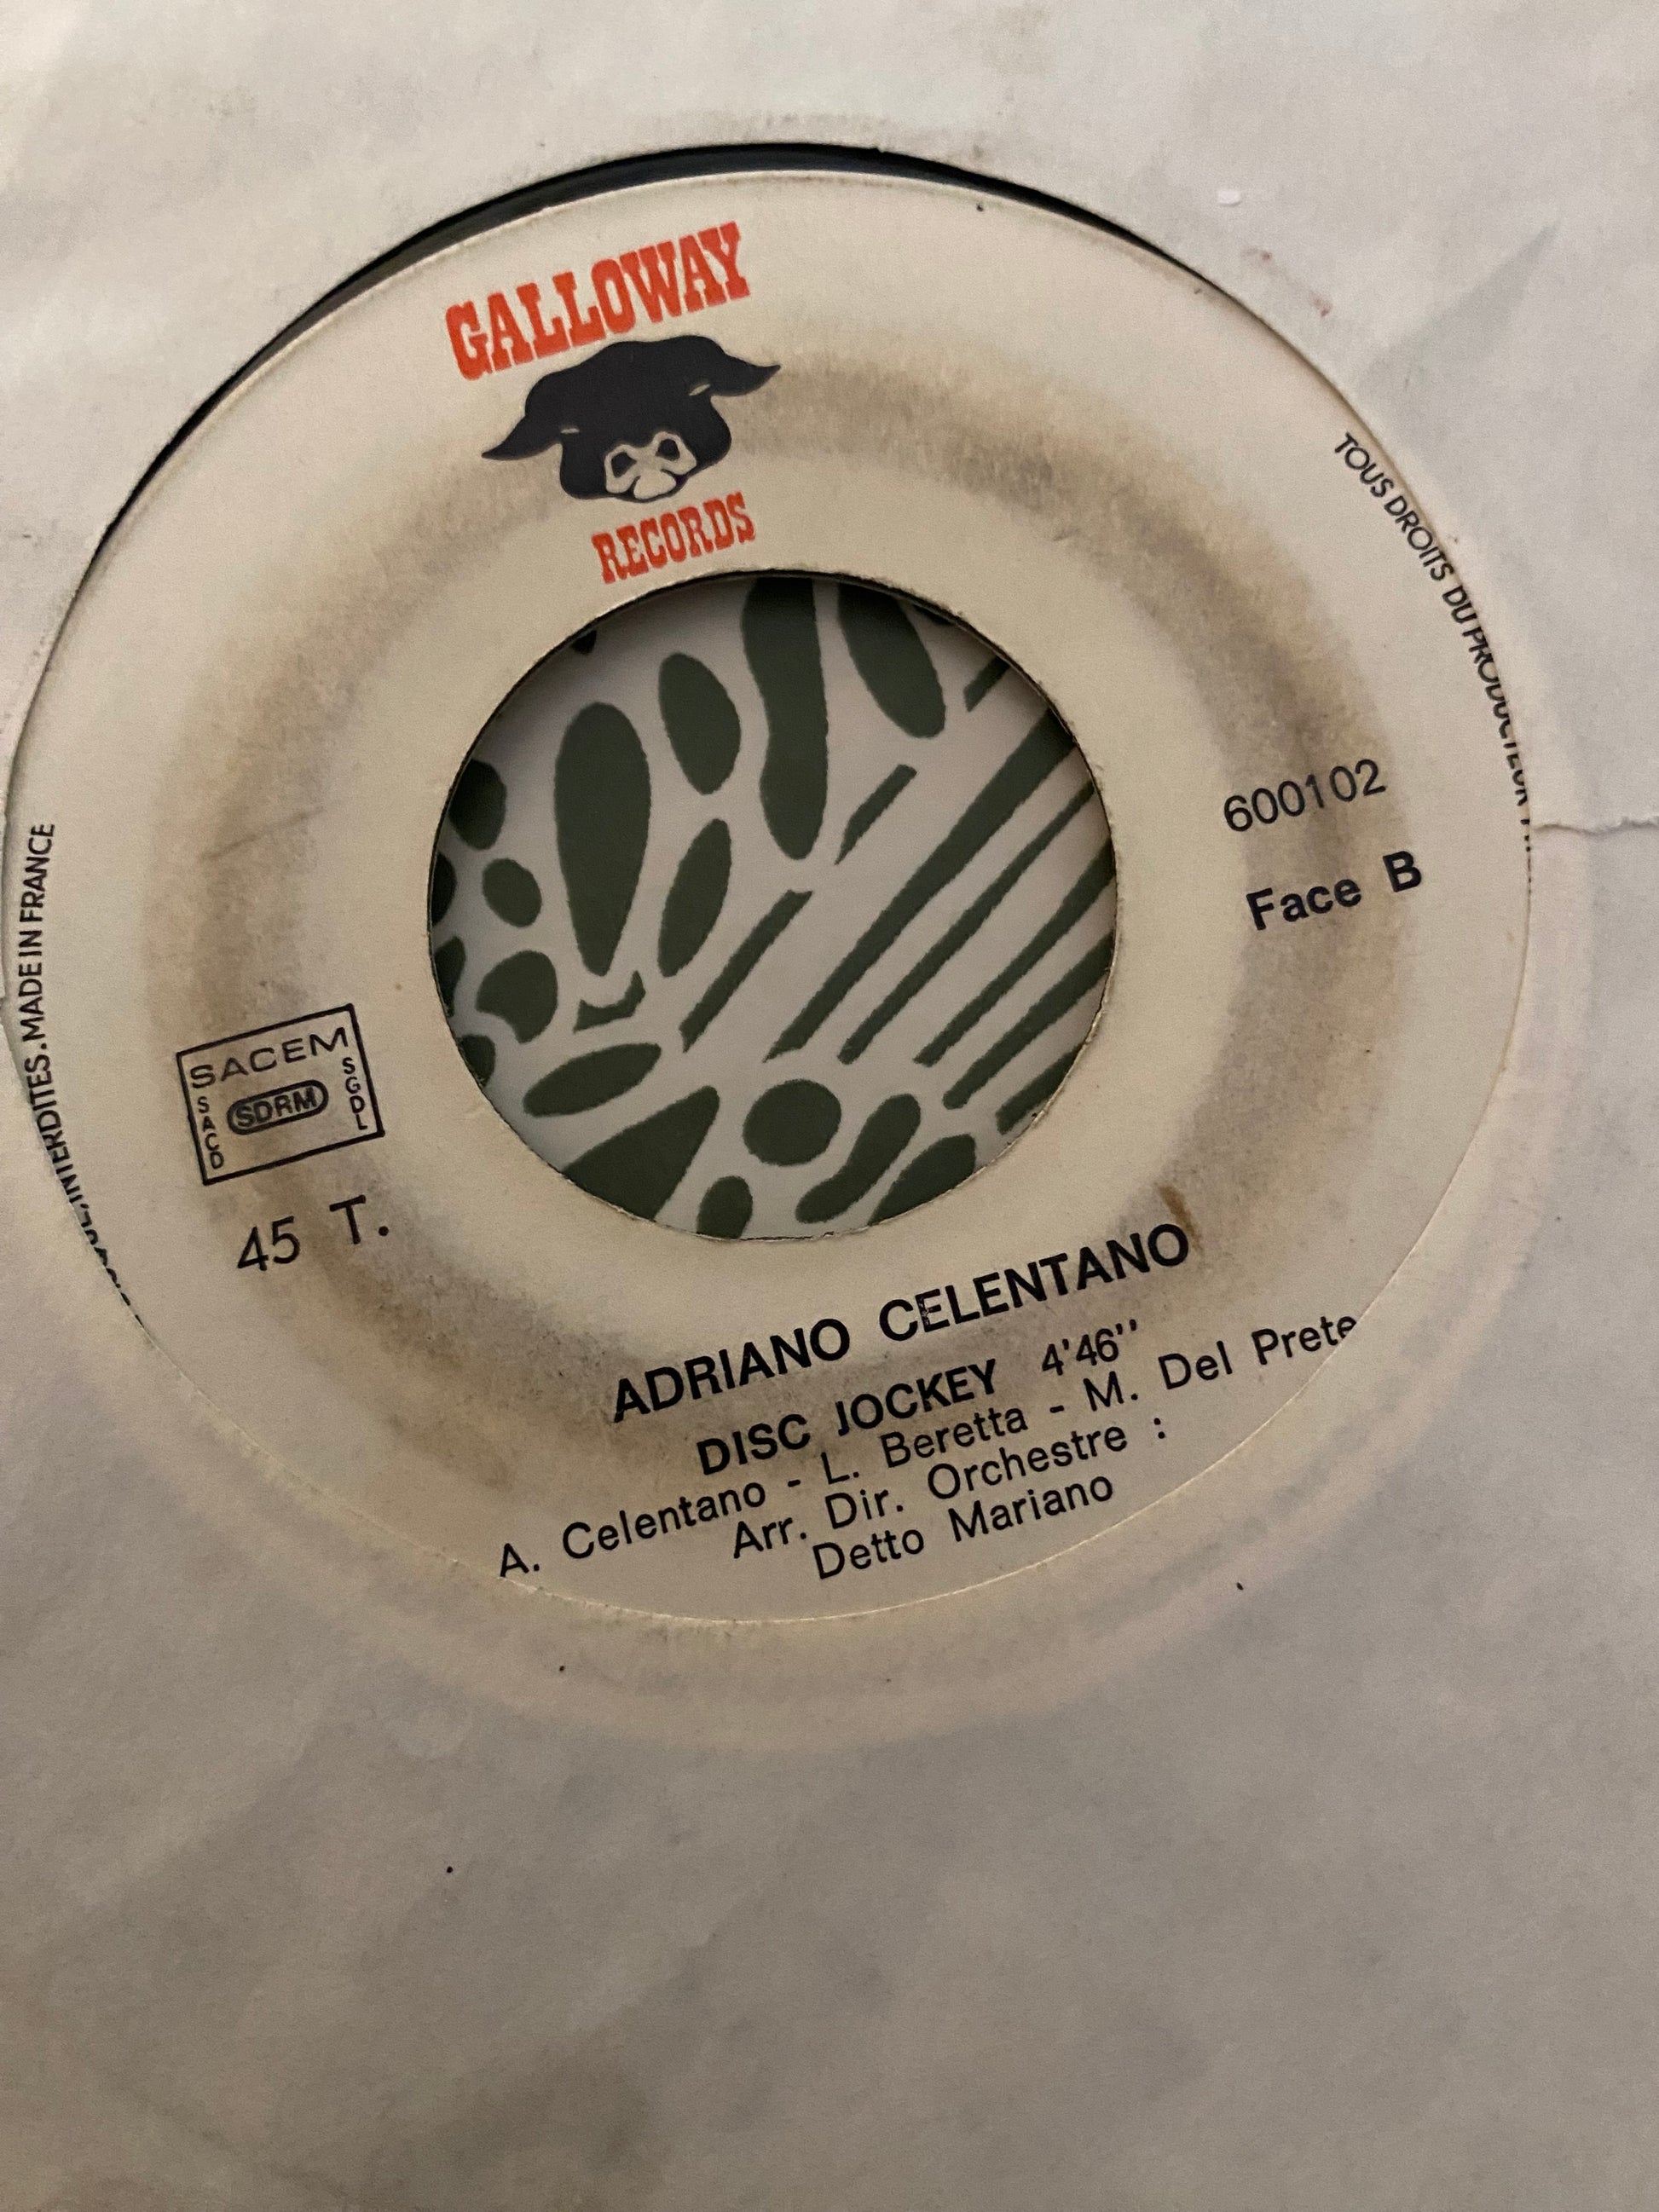 GALLOWAY
RECORDS
TOUS DROITS DU PRODUCTEUR
600102
Face B
INTERDITES. MADE IN FRANCE
SACEM
SACD
SDRM
SGDL
45 T.
ADRIANO CELENTANO
DISC JOCKEY 4'46''
A. Celentano - L. Beretta - M. Del Prete
Arr. Dir. Orchestre :
Detto Mariano